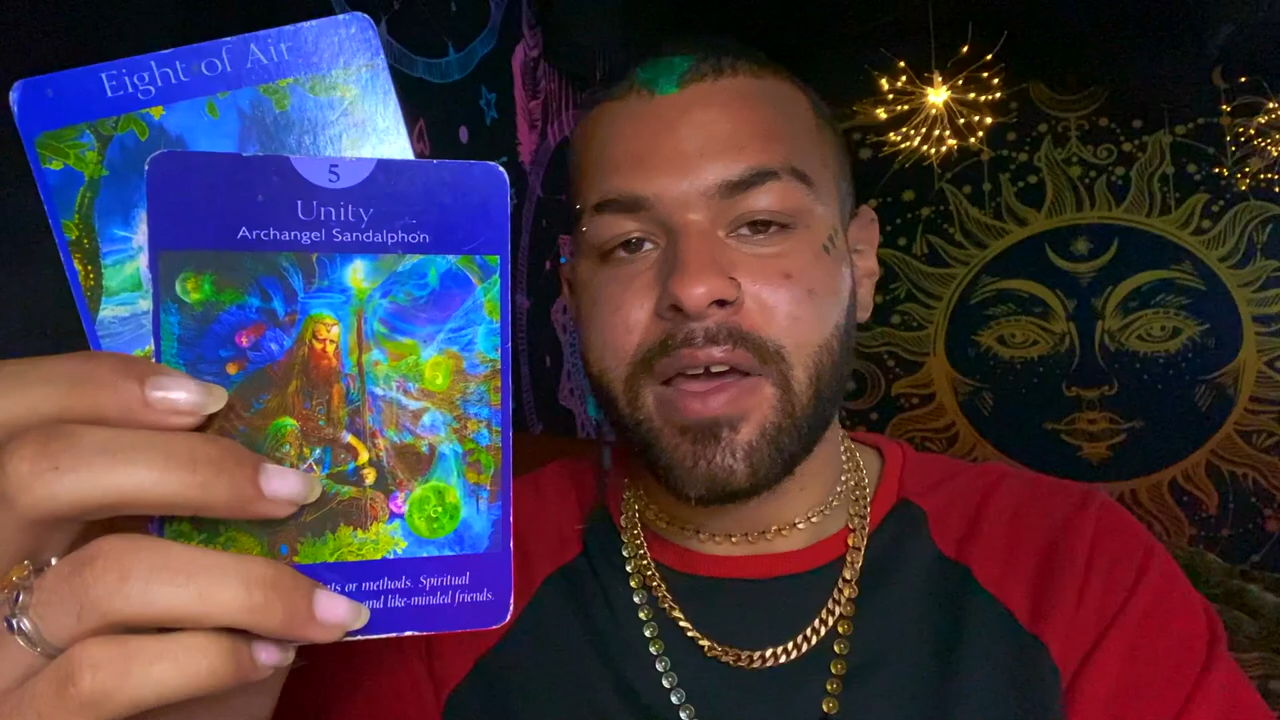 Eight of Air
5
Unity
Archangel Sandalphon
or methods. Spiritual
and like-minded friends.